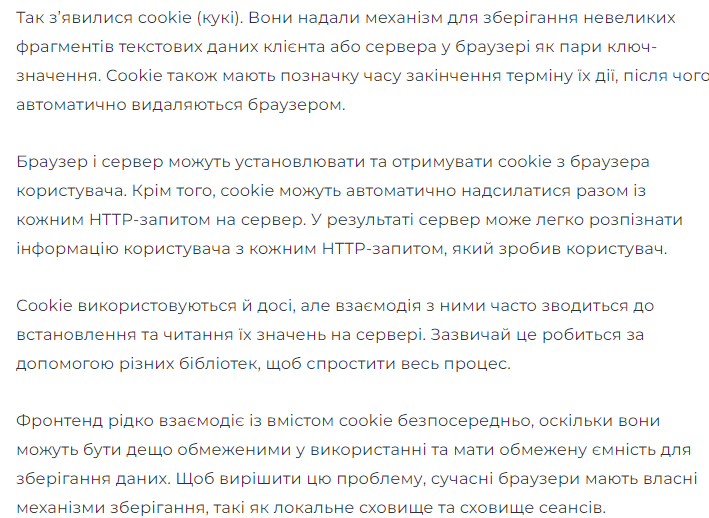 Так з’явилися cookie (кукі). Вони надали механізм для зберігання невеликих
фрагментів текстових даних клієнта або сервера у браузері як пари ключ-
значення. Cookie також мають позначку часу закінчення терміну їх дії, після чого
автоматично видаляються браузером.
Браузер і сервер можуть установлювати та отримувати cookie з браузера
користувача. Крім того, cookie можуть автоматично надсилатися разом із
кожним HTTP-запитом на сервер. У результаті сервер може легко розпізнати
інформацію користувача з кожним HTTP-запитом, який зробив користувач.
Cookie використовуються й досі, але взаємодія з ними часто зводиться до
встановлення та читання їх значень на сервері. Зазвичай це робиться за
допомогою різних бібліотек, щоб спростити весь процес.
Фронтенд рідко взаємодіє із вмістом cookie безпосередньо, оскільки вони
можуть бути дещо обмеженими у використанні та мати обмежену ємність для
зберігання даних. Щоб вирішити цю проблему, сучасні браузери мають власні
механізми зберігання, такі як локальне сховище та сховище сеансів.